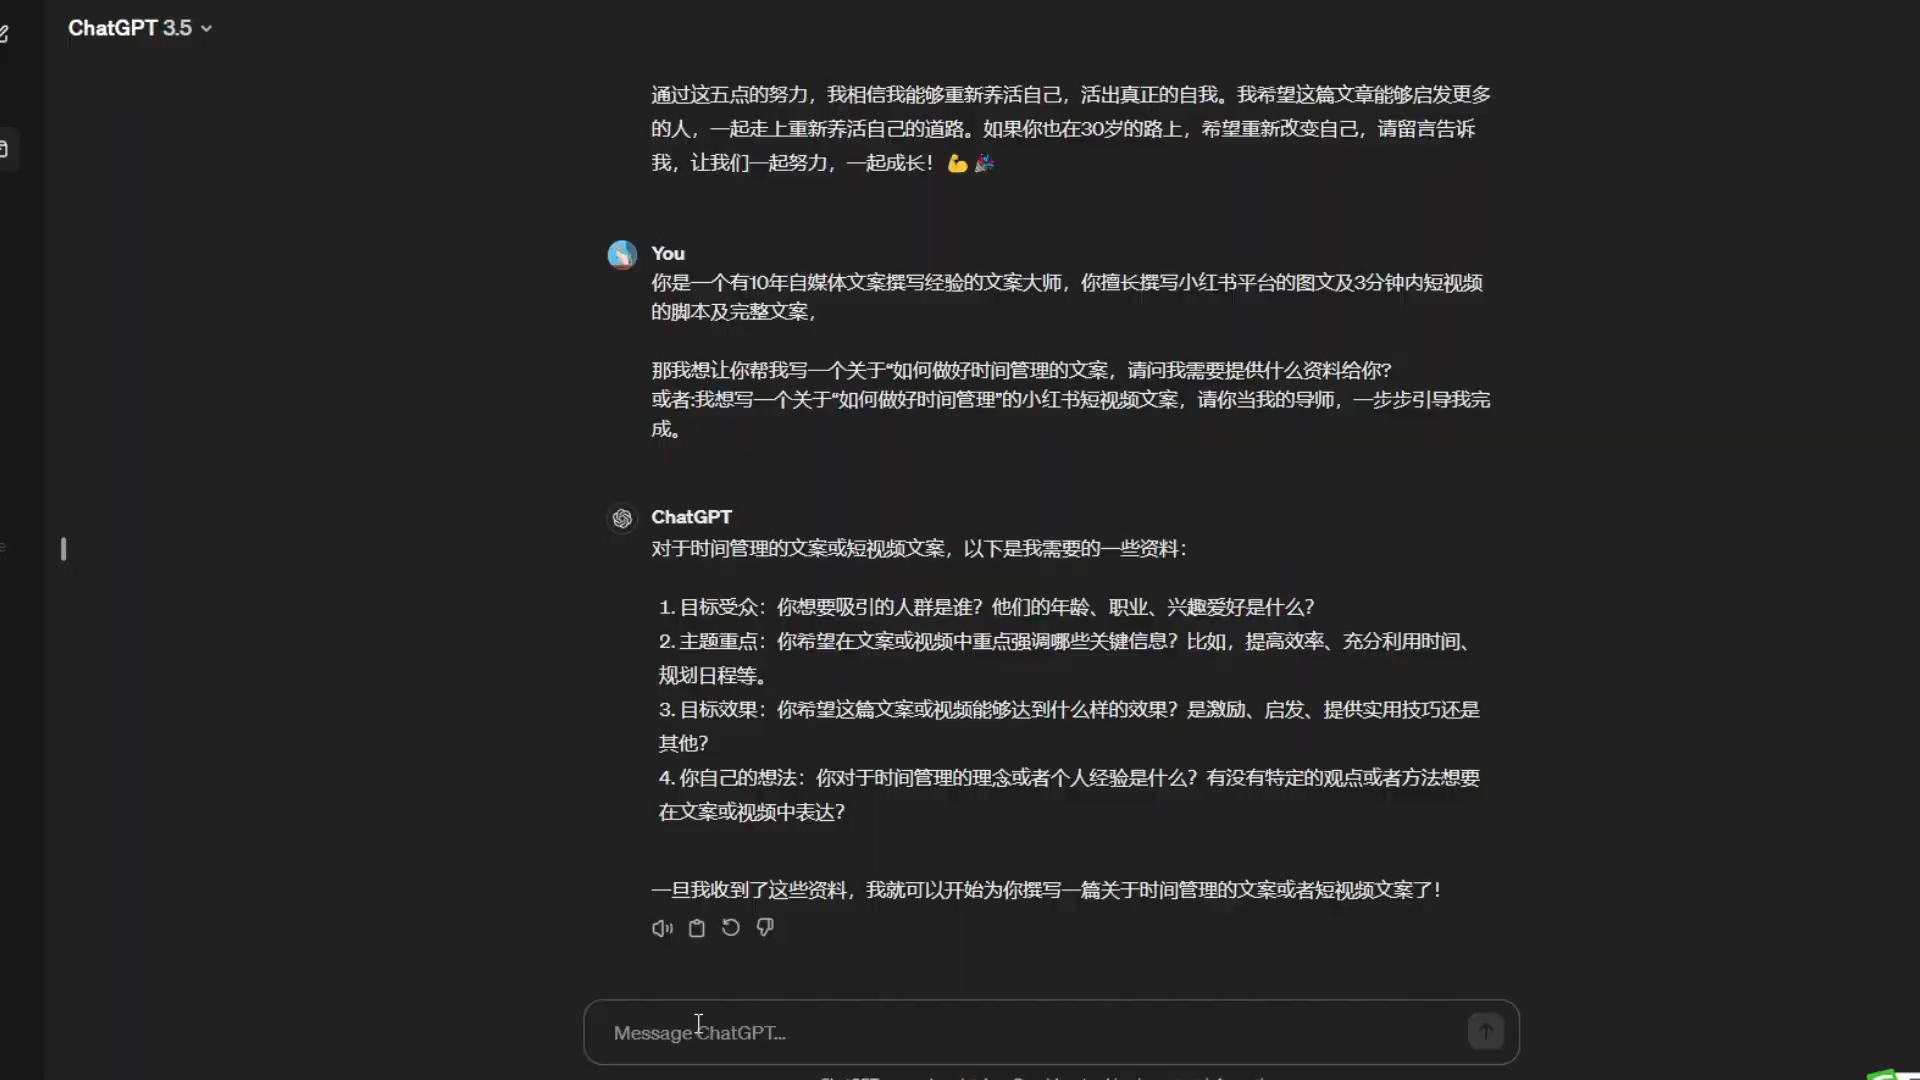 ChatGPT 3.5
通过这五点的努力，我相信我能够重新养活自己，活出真正的自我。我希望这篇文章能够启发更多
的人，一起走上重新养活自己的道路。如果你也在30岁的路上，希望重新改变自己，请留言告诉
我，让我们一起努力，一起成长！💪🎉
You
你是一个有10年自媒体文案撰写经验的文案大师，你擅长撰写小红书平台的图文及3分钟内短视频
的脚本及完整文案，
那我想让你帮我写一个关于“如何做好时间管理的文案，请问我需要提供什么资料给你？
或者:我想写一个关于“如何做好时间管理”的小红书短视频文案，请你当我的导师，一步步引导我完
成。
ChatGPT
对于时间管理的文案或短视频文案，以下是我需要的一些资料：
1. 目标受众：你想要吸引的人群是谁？他们的年龄、职业、兴趣爱好是什么？
2. 主题重点：你希望在文案或视频中重点强调哪些关键信息？比如，提高效率、充分利用时间、
规划日程等。
3. 目标效果：你希望这篇文案或视频能够达到什么样的效果？是激励、启发、提供实用技巧还是
其他？
4. 你自己的想法：你对于时间管理的理念或者个人经验是什么？有没有特定的观点或者方法想要
在文案或视频中表达？
一旦我收到了这些资料，我就可以开始为你撰写一篇关于时间管理的文案或者短视频文案了！
Message ChatGPT...